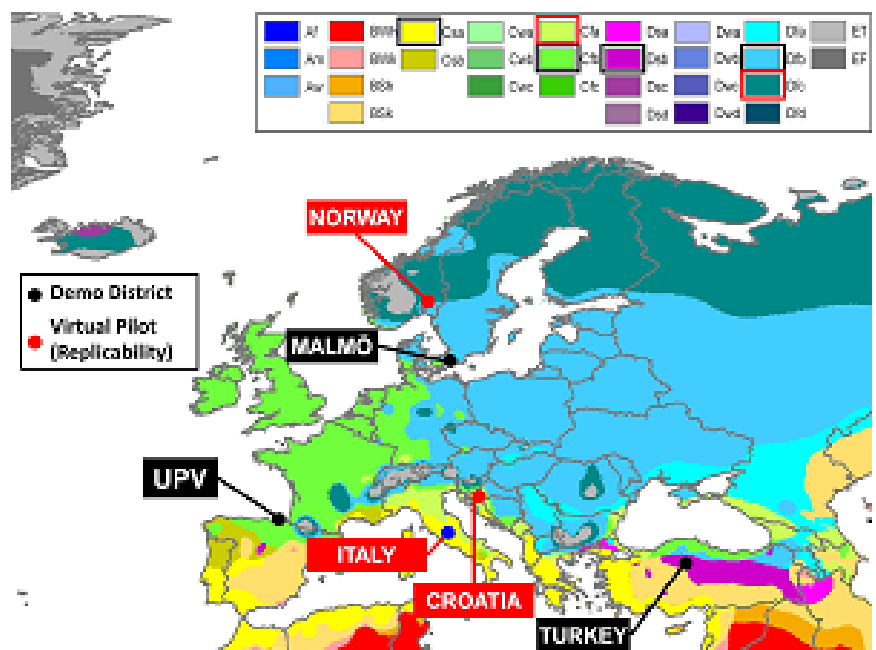 Af BWh Csa Cwa Cfa Dsa Dwa Dfa ET
Am BWk Csb Cwb Cfb Dsb Dwb Dfb EF
Aw BSh Cwc Cfc Dsc Dwc Dfc
BSk Dsd Dwd Dfd
NORWAY
Demo District
Virtual Pilot
(Replicability)
MALMÖ
UPV
ITALY
CROATIA
TURKEY